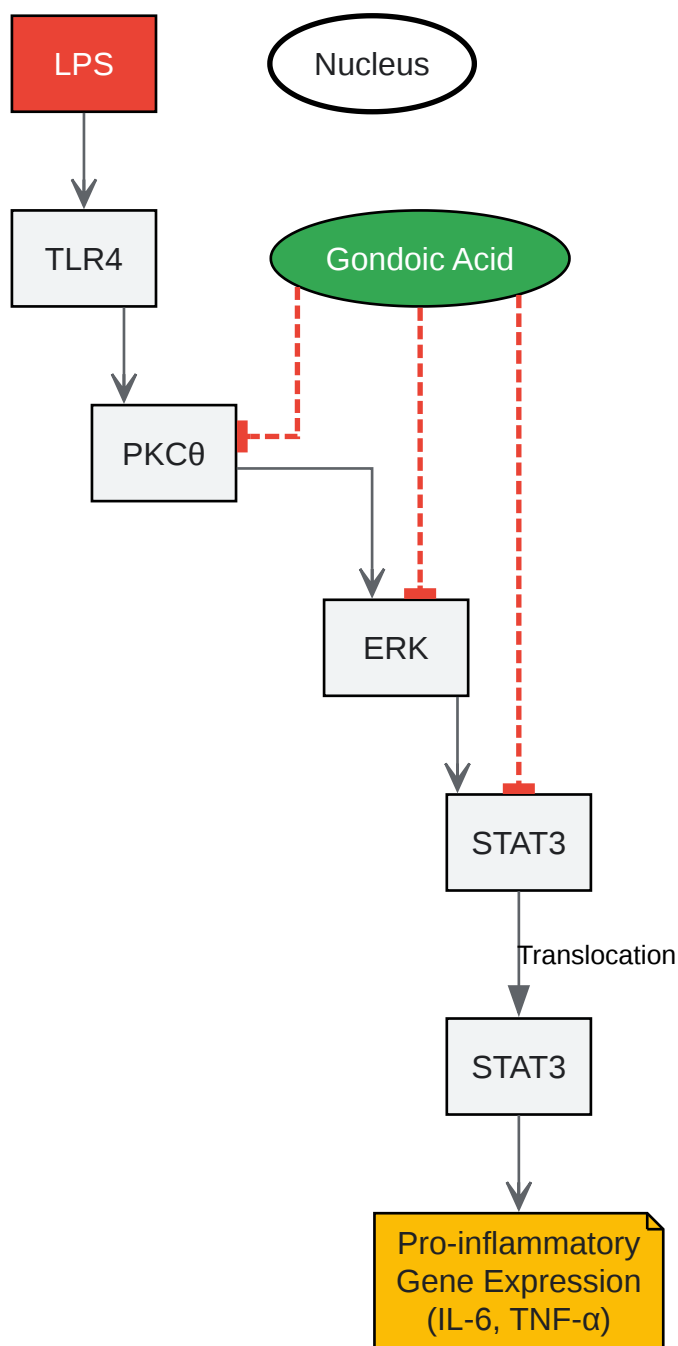 LPS
Nucleus
TLR4
Gondoic Acid
PKCθ
ERK
STAT3
Translocation
STAT3
Pro-inflammatory
Gene Expression
(IL-6, TNF-α)